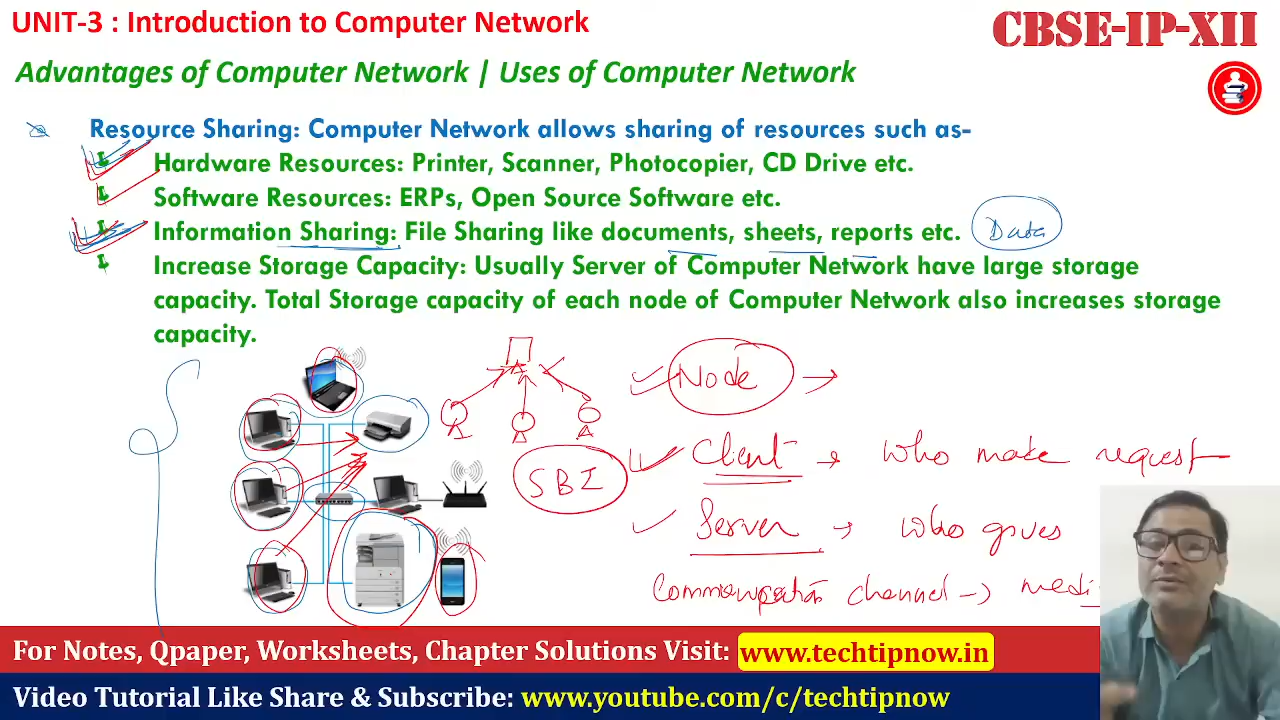 UNIT-3 : Introduction to Computer Network
CBSE-IP-XII
Advantages of Computer Network | Uses of Computer Network
Resource Sharing: Computer Network allows sharing of resources such as-
Hardware Resources: Printer, Scanner, Photocopier, CD Drive etc.
Software Resources: ERPs, Open Source Software etc.
Information Sharing: File Sharing like documents, sheets, reports etc.
Data
Increase Storage Capacity: Usually Server of Computer Network have large storage
capacity. Total Storage capacity of each node of Computer Network also increases storage
capacity.
Node
Client → who make request
SBI
Server → who gives
channel →
For Notes, Qpaper, Worksheets, Chapter Solutions Visit: www.techtipnow.in
Video Tutorial Like Share & Subscribe: www.youtube.com/c/techtipnow